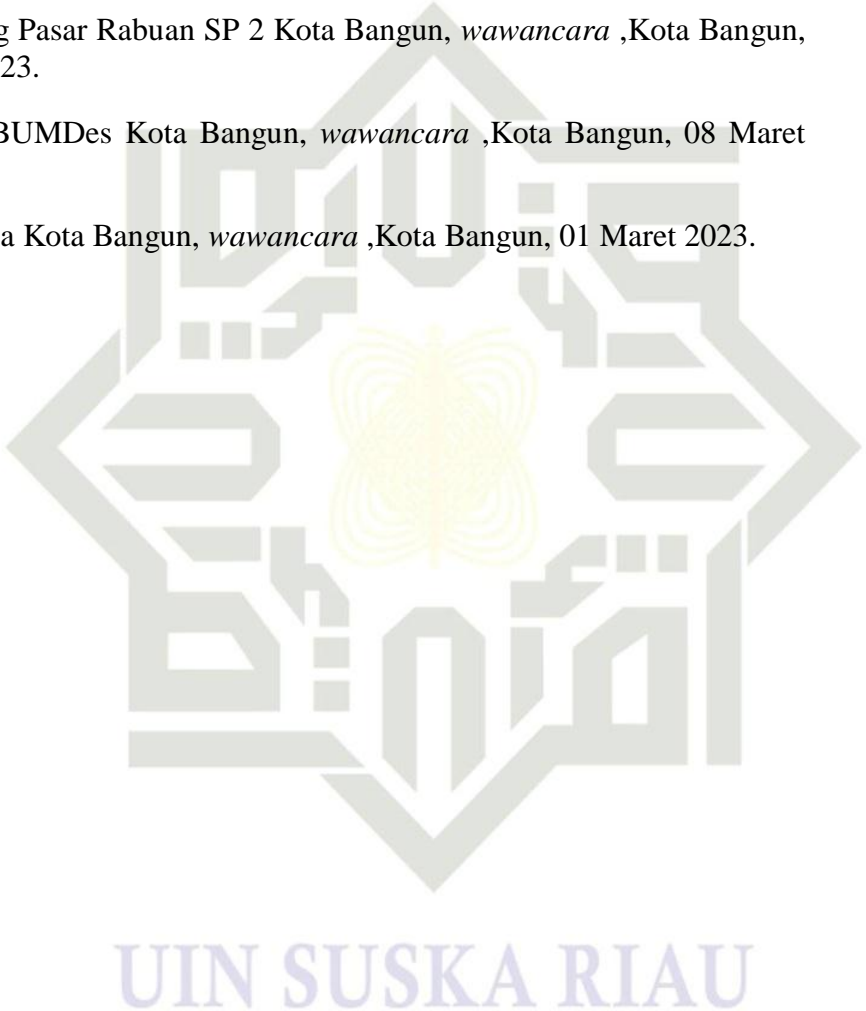 g Pasar Rabuan SP 2 Kota Bangun, wawancara ,Kota Bangun,
23.
BUMDes Kota Bangun, wawancara ,Kota Bangun, 08 Maret
a Kota Bangun, wawancara ,Kota Bangun, 01 Maret 2023.
UIN SUSKA RIAU